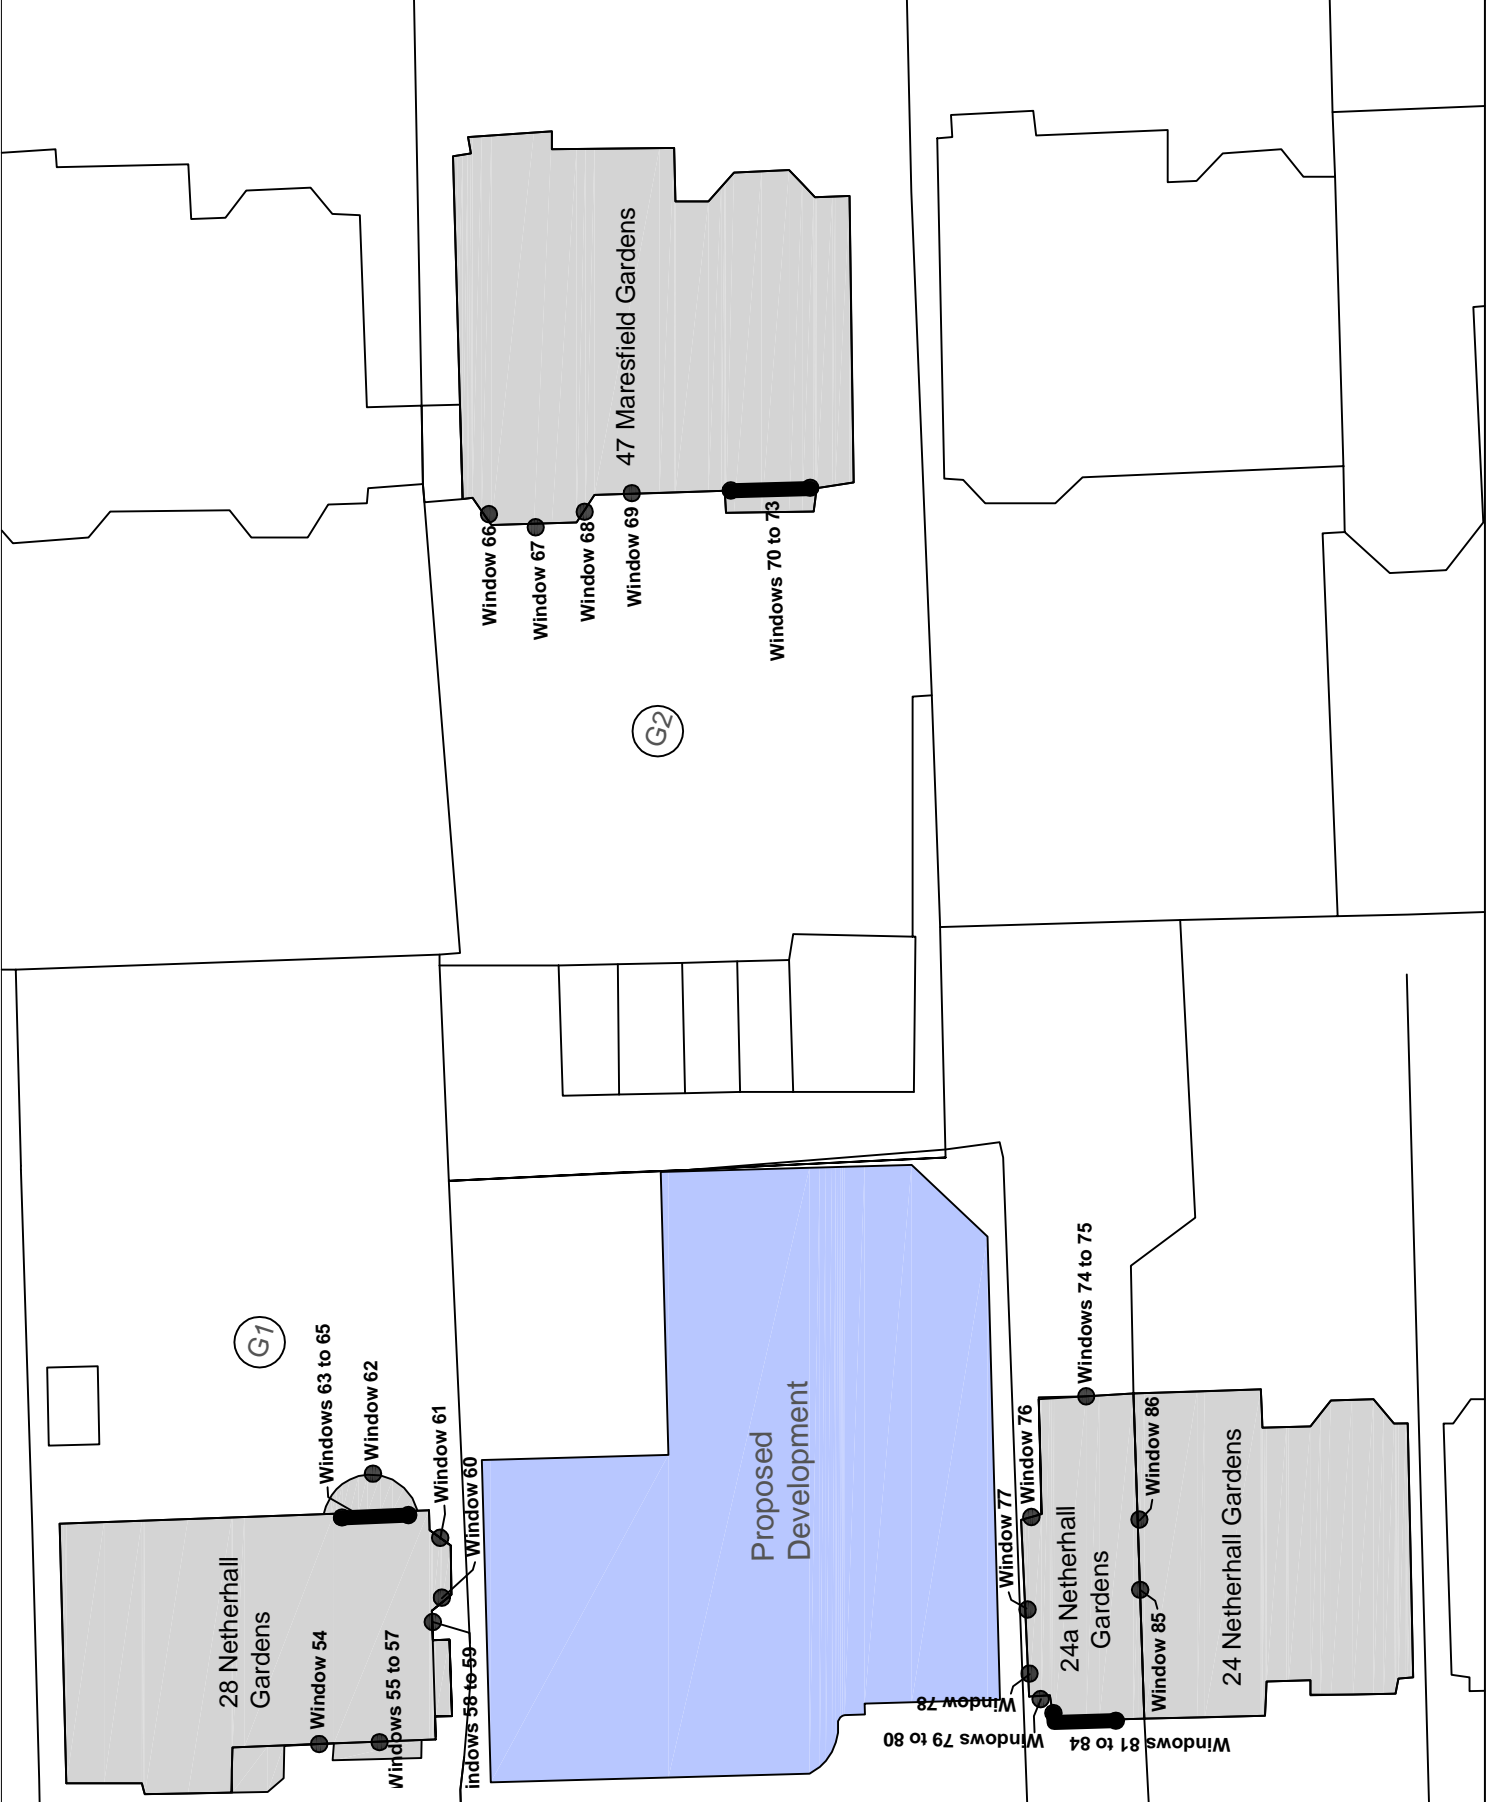 47 Maresfield Gardens
Window 66
Window 67
Window 68
Window 69
Windows 70 to 73
G2
G1
Windows 63 to 65
Window 62
Window 61
Window 60
28 Netherhall
Gardens
Window 54
Windows 55 to 57
indows 58 to 59
Proposed
Development
Windows 74 to 75
Window 76
Window 77
Window 86
24a Netherhall
Gardens
24 Netherhall Gardens
Window 85
Window 78
Windows 79 to 80
Windows 81 to 84